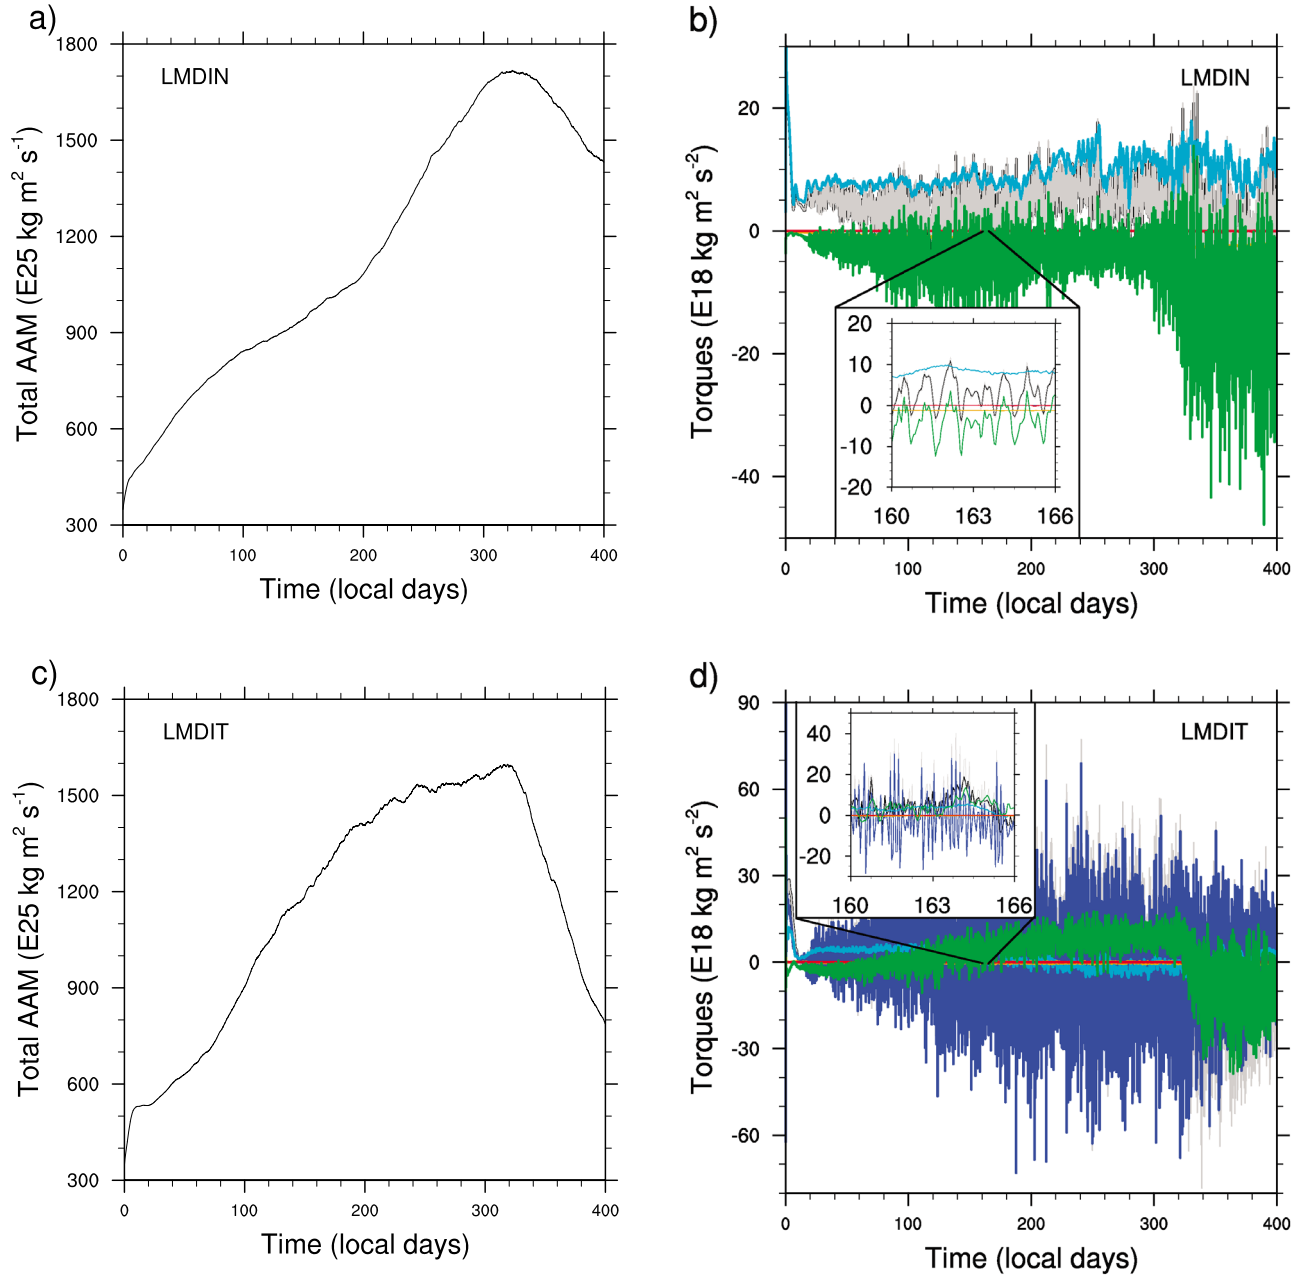 a)
1800
1500
1200
900
600
300
LMDIN
Total AAM (E25 kg m² s⁻¹)
0 100 200 300 400
Time (local days)
b)
20
0
-20
-40
LMDIN
Torques (E18 kg m² s⁻²)
20
10
0
-10
-20
160 163 166
0 100 200 300 400
Time (local days)
c)
1800
1500
1200
900
600
300
LMDIT
Total AAM (E25 kg m² s⁻¹)
0 100 200 300 400
Time (local days)
d)
90
60
30
0
-30
-60
LMDIT
Torques (E18 kg m² s⁻²)
40
20
0
-20
160 163 166
0 100 200 300 400
Time (local days)